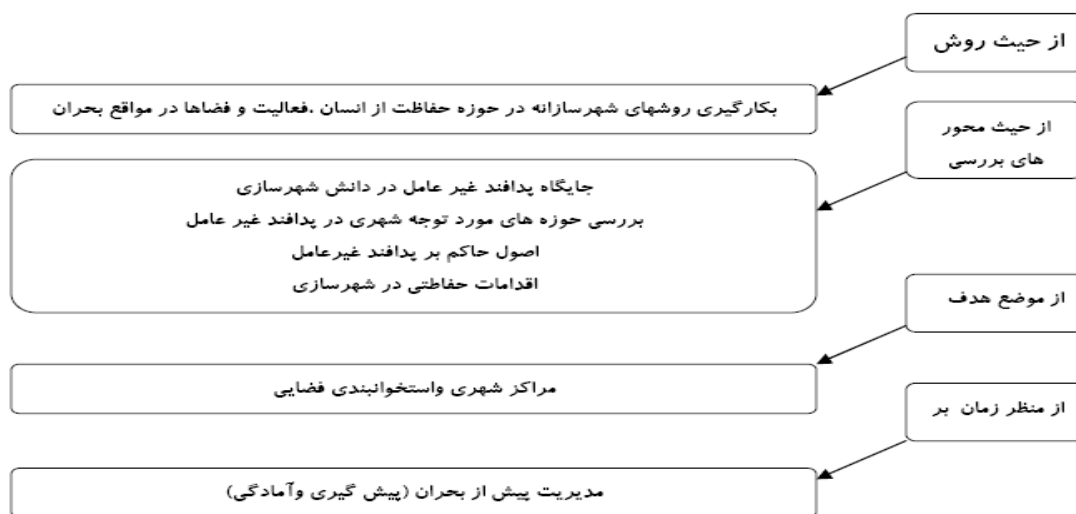 از حیث روش
بکارگیری روشهای شهرسازانه در حوزه حفاظت از انسان ،فعالیت و فضاها در مواقع بحران
از حیث محور
های بررسی
جایگاه پدافند غیر عامل در دانش شهرسازی
بررسی حوزه های مورد توجه شهری در پدافند غیر عامل
اصول حاکم بر پدافند غیرعامل
اقدامات حفاطتی در شهرسازی
از موضع هدف
مراکز شهری واستخوانبندی فضایی
از منظر زمان بر
مدیریت پیش از بحران (پیش گیری وآمادگی)